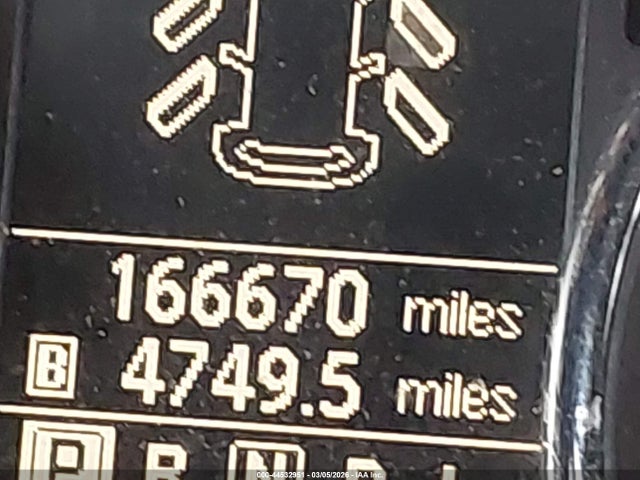 166670 miles
B 4749.5 miles
P R N D L
000-44532951 - 03/05/2026 - IAA Inc.